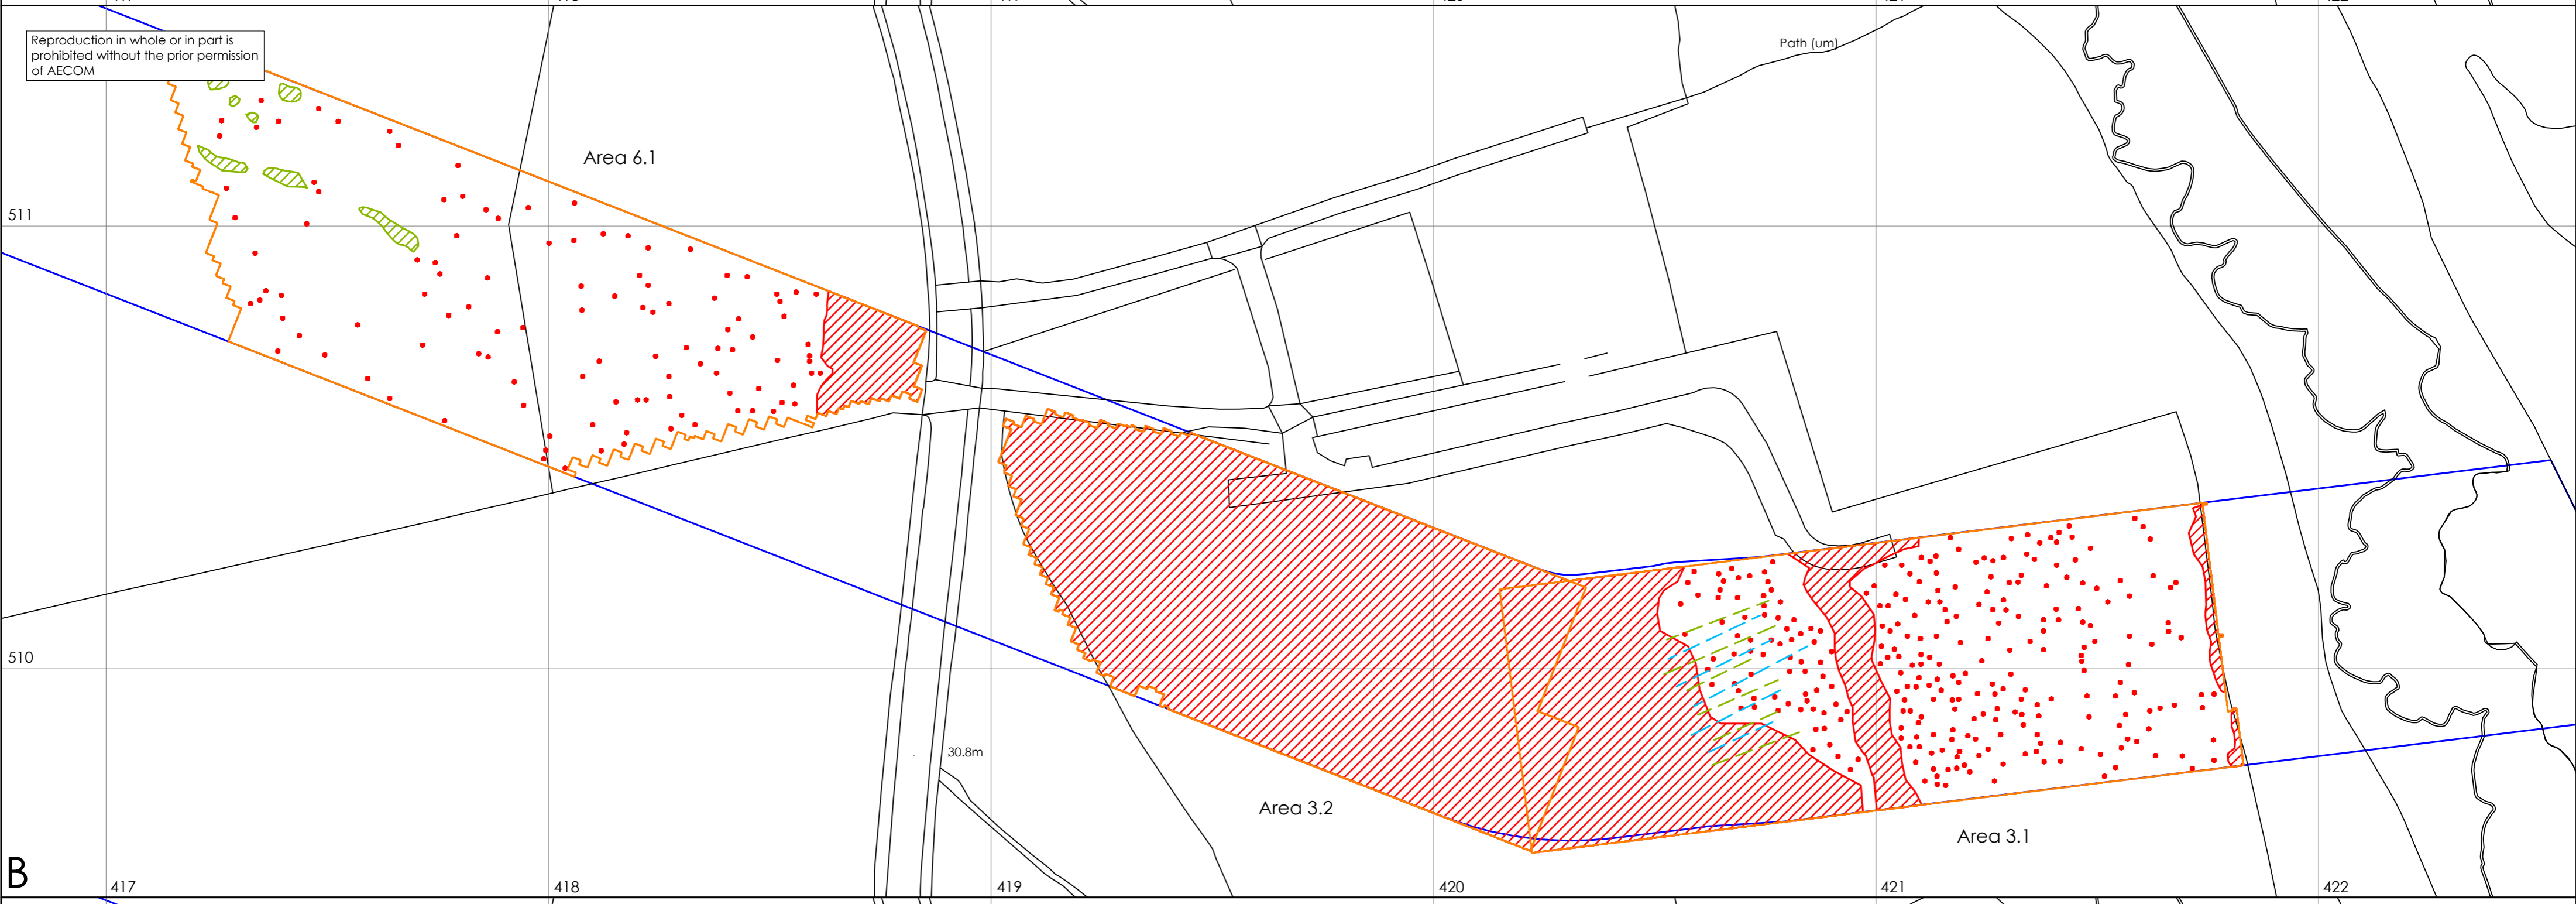 Reproduction in whole or in part is
prohibited without the prior permission
of AECOM
Path (um)
Area 6.1
511
510
30.8m
Area 3.2
Area 3.1
B
417
418
419
420
421
422